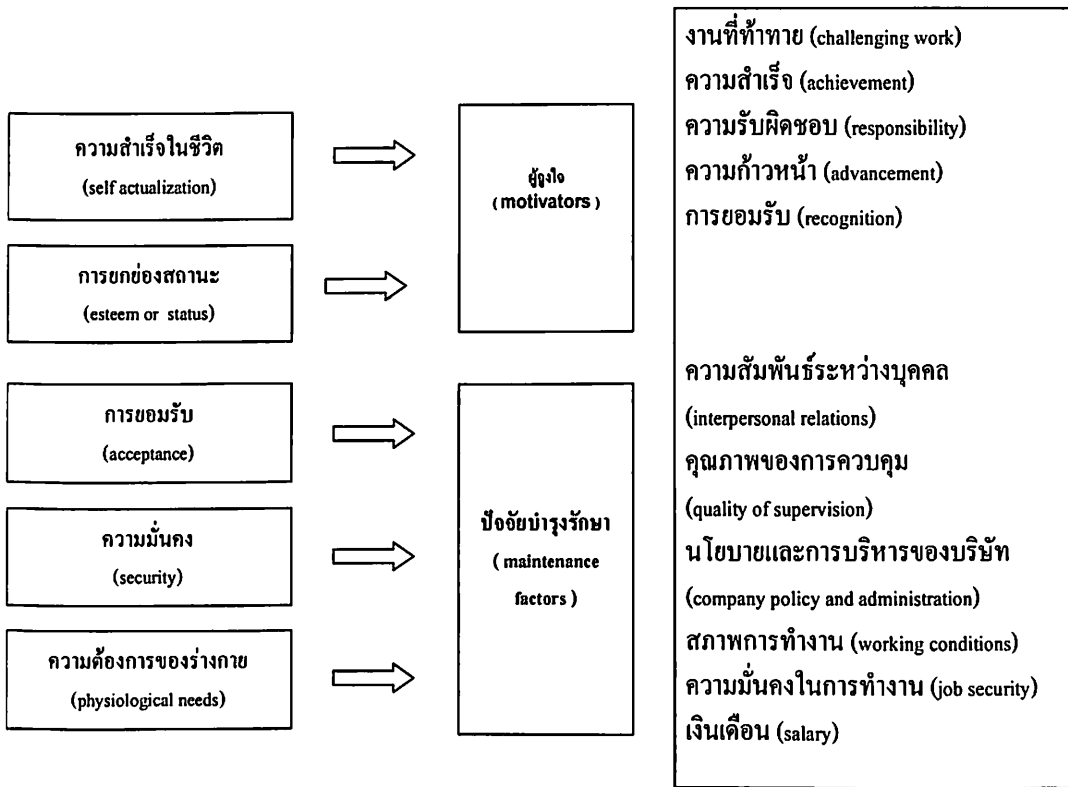 ความสำเร็จในชีวิต
(self actualization)
การยกย่องสถานะ
(esteem or status)
การยอมรับ
(acceptance)
ความมั่นคง
(security)
ความต้องการของร่างกาย
(physiological needs)
ผู้จูงใจ
(motivators)
ปัจจัยบำรุงรักษา
(maintenance
factors)
งานที่ท้าทาย (challenging work)
ความสำเร็จ (achievement)
ความรับผิดชอบ (responsibility)
ความก้าวหน้า (advancement)
การยอมรับ (recognition)
ความสัมพันธ์ระหว่างบุคคล
(interpersonal relations)
คุณภาพของการควบคุม
(quality of supervision)
นโยบายและการบริหารของบริษัท
(company policy and administration)
สภาพการทำงาน (working conditions)
ความมั่นคงในการทำงาน (job security)
เงินเดือน (salary)